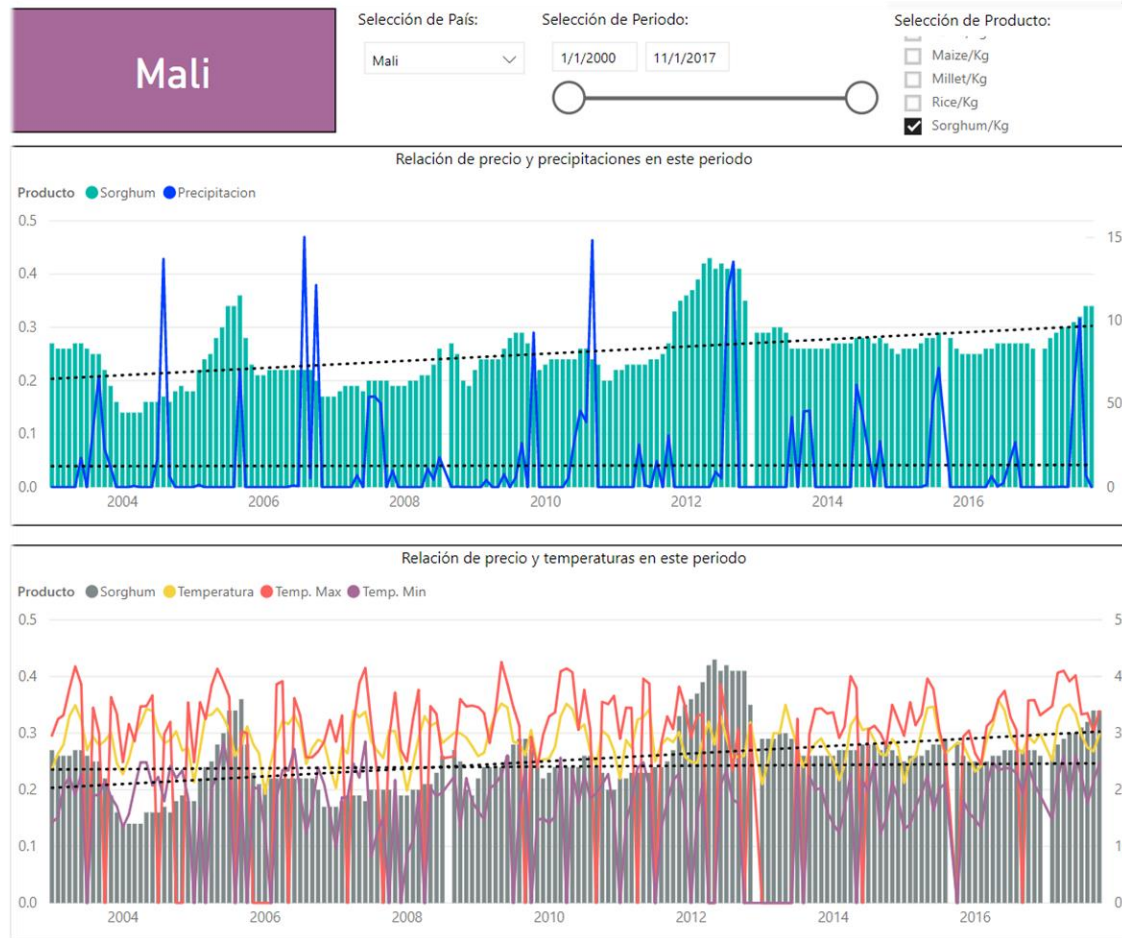 Mali
Selección de País:
Mali
Selección de Periodo:
1/1/2000 11/1/2017
Selección de Producto:
Maize/Kg
Millet/Kg
Rice/Kg
Sorghum/Kg
Relación de precio y precipitaciones en este periodo
Producto Sorghum Precipitacion
0.5
0.4
0.3
0.2
0.1
0.0
15
10
50
0
2004 2006 2008 2010 2012 2014 2016
Relación de precio y temperaturas en este periodo
Producto Sorghum Temperatura Temp. Max Temp. Min
0.5
0.4
0.3
0.2
0.1
0.0
5
4
3
2
1
0
2004 2006 2008 2010 2012 2014 2016